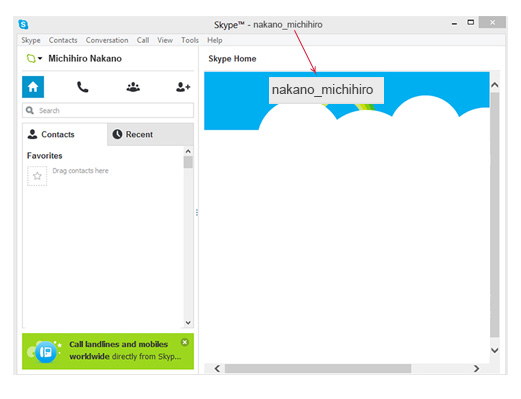 Skype™ - nakano_michihiro
Skype Contacts Conversation Call View Tools Help
Michihiro Nakano
Skype Home
nakano_michihiro
Search
Contacts
Recent
Favorites
Drag contacts here
Call landlines and mobiles
worldwide directly from Skyp...